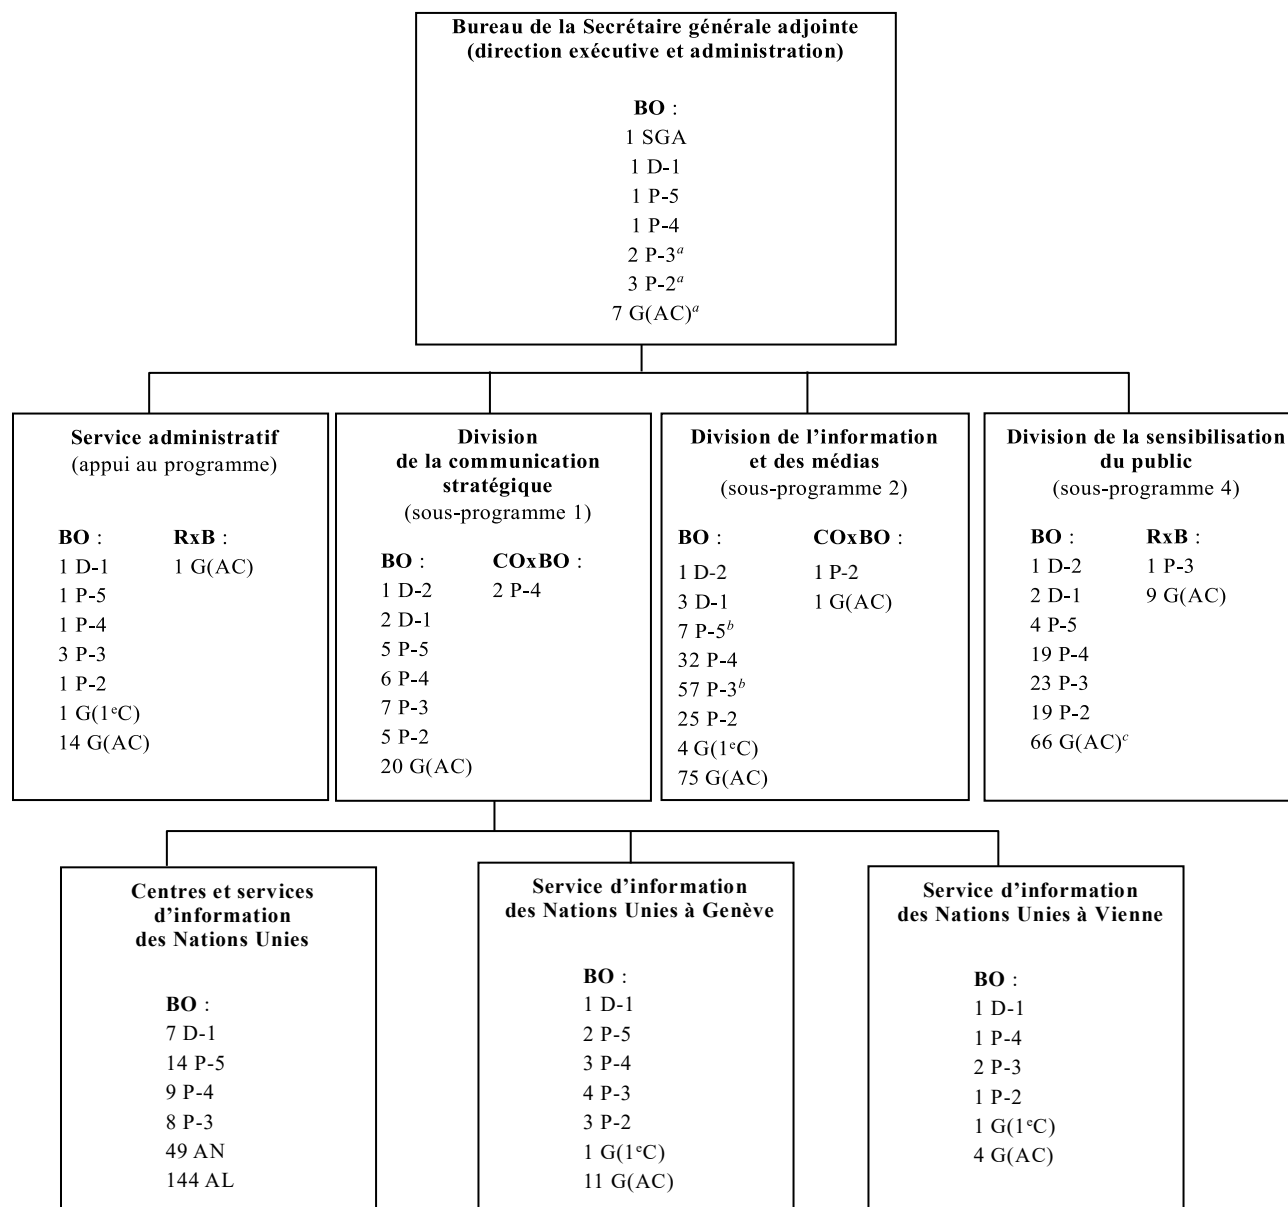 Bureau de la Secrétaire générale adjointe
(direction exécutive et administration)
BO :
1 SGA
1 D-1
1 P-5
1 P-4
2 P-3ᵃ
3 P-2ᵃ
7 G(AC)ᵃ
Service administratif
(appui au programme)
BO :
1 D-1
1 P-5
1 P-4
3 P-3
1 P-2
1 G(1ᵉC)
14 G(AC)
RxB :
1 G(AC)
Division
de la communication
stratégique
(sous-programme 1)
BO :
1 D-2
2 D-1
5 P-5
6 P-4
7 P-3
5 P-2
20 G(AC)
COxBO :
2 P-4
Division de l’information
et des médias
(sous-programme 2)
BO :
1 D-2
3 D-1
7 P-5ᵇ
32 P-4
57 P-3ᵇ
25 P-2
4 G(1ᵉC)
75 G(AC)
COxBO :
1 P-2
1 G(AC)
Division de la sensibilisation
du public
(sous-programme 4)
BO :
1 D-2
2 D-1
4 P-5
19 P-4
23 P-3
19 P-2
66 G(AC)ᶜ
RxB :
1 P-3
9 G(AC)
Centres et services
d’information
des Nations Unies
BO :
7 D-1
14 P-5
9 P-4
8 P-3
49 AN
144 AL
Service d’information
des Nations Unies à Genève
BO :
1 D-1
2 P-5
3 P-4
4 P-3
3 P-2
1 G(1ᵉC)
11 G(AC)
Service d’information
des Nations Unies à Vienne
BO :
1 D-1
1 P-4
2 P-3
1 P-2
1 G(1ᵉC)
4 G(AC)